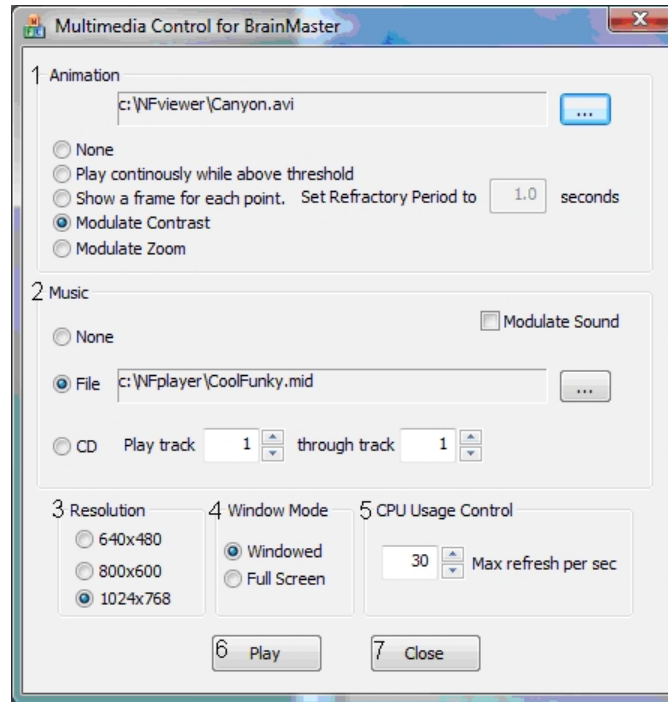 Multimedia Control for BrainMaster
1 Animation
c:\NFviewer\Canyon.avi ...
None
Play continously while above threshold
Show a frame for each point. Set Refractory Period to 1.0 seconds
Modulate Contrast
Modulate Zoom
2 Music
Modulate Sound
None
File c:\NFplayer\CoolFunky.mid ...
CD Play track 1 through track 1
3 Resolution 4 Window Mode 5 CPU Usage Control
640x480
800x600
1024x768
Windowed
Full Screen
30 Max refresh per sec
6 Play 7 Close